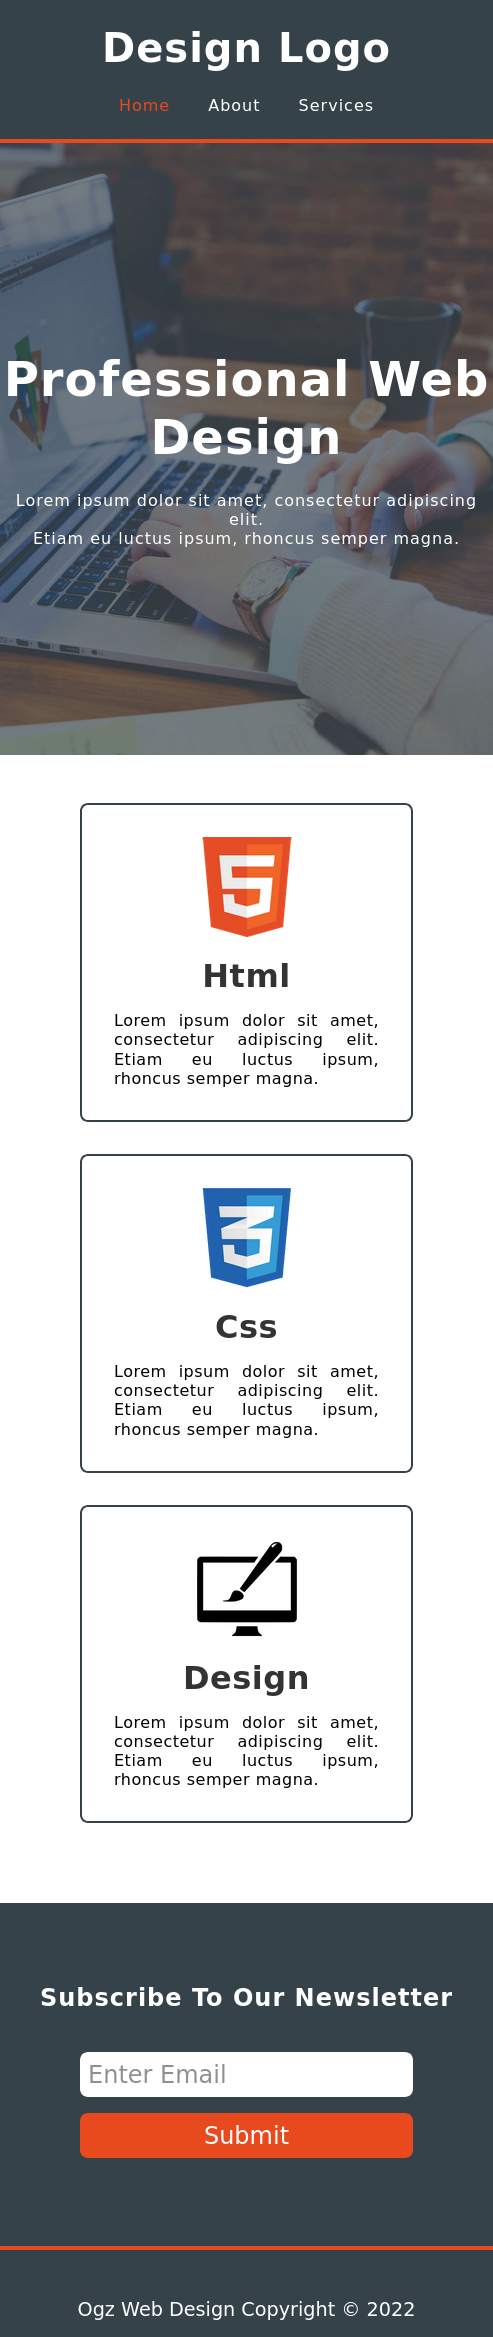 Design Logo
Home About Services
Professional Web
Design
Lorem ipsum dolor sit amet, consectetur adipiscing
elit.
Etiam eu luctus ipsum, rhoncus semper magna.
Html
Lorem ipsum dolor sit amet,
consectetur adipiscing elit.
Etiam eu luctus ipsum,
rhoncus semper magna.
Css
Lorem ipsum dolor sit amet,
consectetur adipiscing elit.
Etiam eu luctus ipsum,
rhoncus semper magna.
Design
Lorem ipsum dolor sit amet,
consectetur adipiscing elit.
Etiam eu luctus ipsum,
rhoncus semper magna.
Subscribe To Our Newsletter
Enter Email
Submit
Ogz Web Design Copyright © 2022